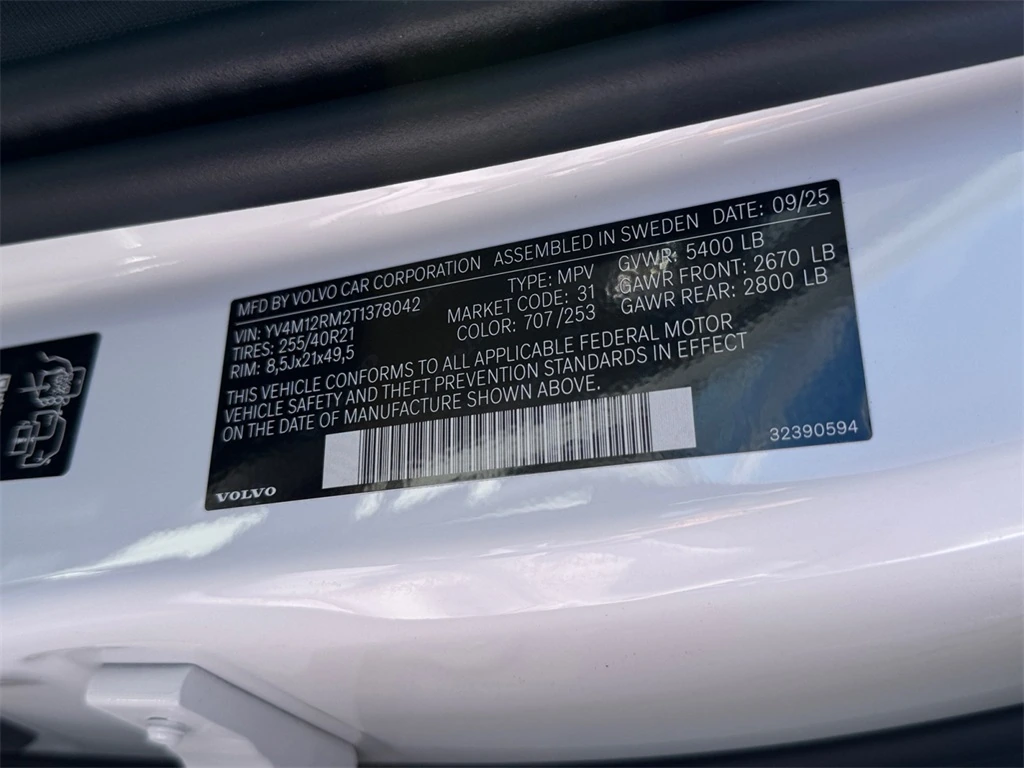 MFD BY VOLVO CAR CORPORATION ASSEMBLED IN SWEDEN DATE: 09/25
VIN: YV4M12RM2T1378042 TYPE: MPV GVWR: 5400 LB
TIRES: 255/40R21 MARKET CODE: 31 GAWR FRONT: 2670 LB
RIM: 8,5Jx21x49,5 COLOR: 707/253 GAWR REAR: 2800 LB
THIS VEHICLE CONFORMS TO ALL APPLICABLE FEDERAL MOTOR
VEHICLE SAFETY AND THEFT PREVENTION STANDARDS IN EFFECT
ON THE DATE OF MANUFACTURE SHOWN ABOVE.
32390594
VOLVO